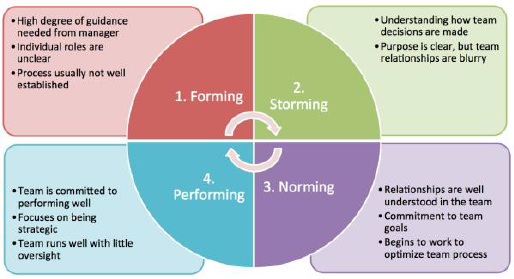 • High degree of guidance
needed from manager
• Individual roles are
unclear
• Process usually not well
established
• Understanding how team
decisions are made
• Purpose is clear, but team
relationships are blurry
1. Forming
2.
Storming
4.
Performing
3. Norming
• Team is committed to
performing well
• Focuses on being
strategic
• Team runs well with little
oversight
• Relationships are well
understood in the team
• Commitment to team
goals
• Begins to work to
optimize team process